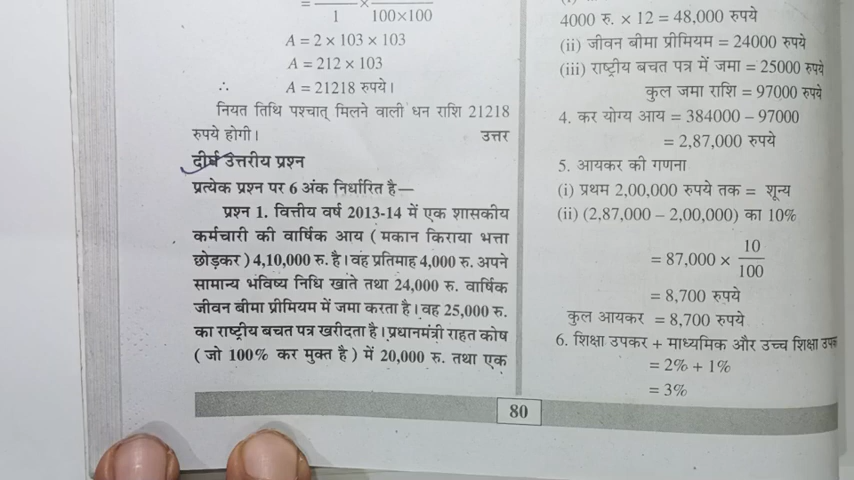 = ― × ―
1 100×100
A = 2 × 103 × 103
A = 212 × 103
∴ A = 21218 रुपये।
नियत तिथि पश्चात् मिलने वाली धन राशि 21218
रुपये होगी। उत्तर
दीर्घ उत्तरीय प्रश्न
प्रत्येक प्रश्न पर 6 अंक निर्धारित है—
प्रश्न 1. वित्तीय वर्ष 2013-14 में एक शासकीय
कर्मचारी की वार्षिक आय ( मकान किराया भत्ता
छोड़कर ) 4,10,000 रु. है। वह प्रतिमाह 4,000 रु. अपने
सामान्य भविष्य निधि खाते तथा 24,000 रु. वार्षिक
जीवन बीमा प्रीमियम में जमा करता है। वह 25,000 रु.
का राष्ट्रीय बचत पत्र खरीदता है। प्रधानमंत्री राहत कोष
( जो 100% कर मुक्त है ) में 20,000 रु. तथा एक
4000 रु. × 12 = 48,000 रुपये
(ii) जीवन बीमा प्रीमियम = 24000 रुपये
(iii) राष्ट्रीय बचत पत्र में जमा = 25000 रुपये
कुल जमा राशि = 97000 रुपये
4. कर योग्य आय = 384000 – 97000
= 2,87,000 रुपये
5. आयकर की गणना
(i) प्रथम 2,00,000 रुपये तक = शून्य
(ii) (2,87,000 – 2,00,000) का 10%
= 87,000 × 10/100
= 8,700 रुपये
कुल आयकर = 8,700 रुपये
6. शिक्षा उपकर + माध्यमिक और उच्च शिक्षा
= 2% + 1%
= 3%
80